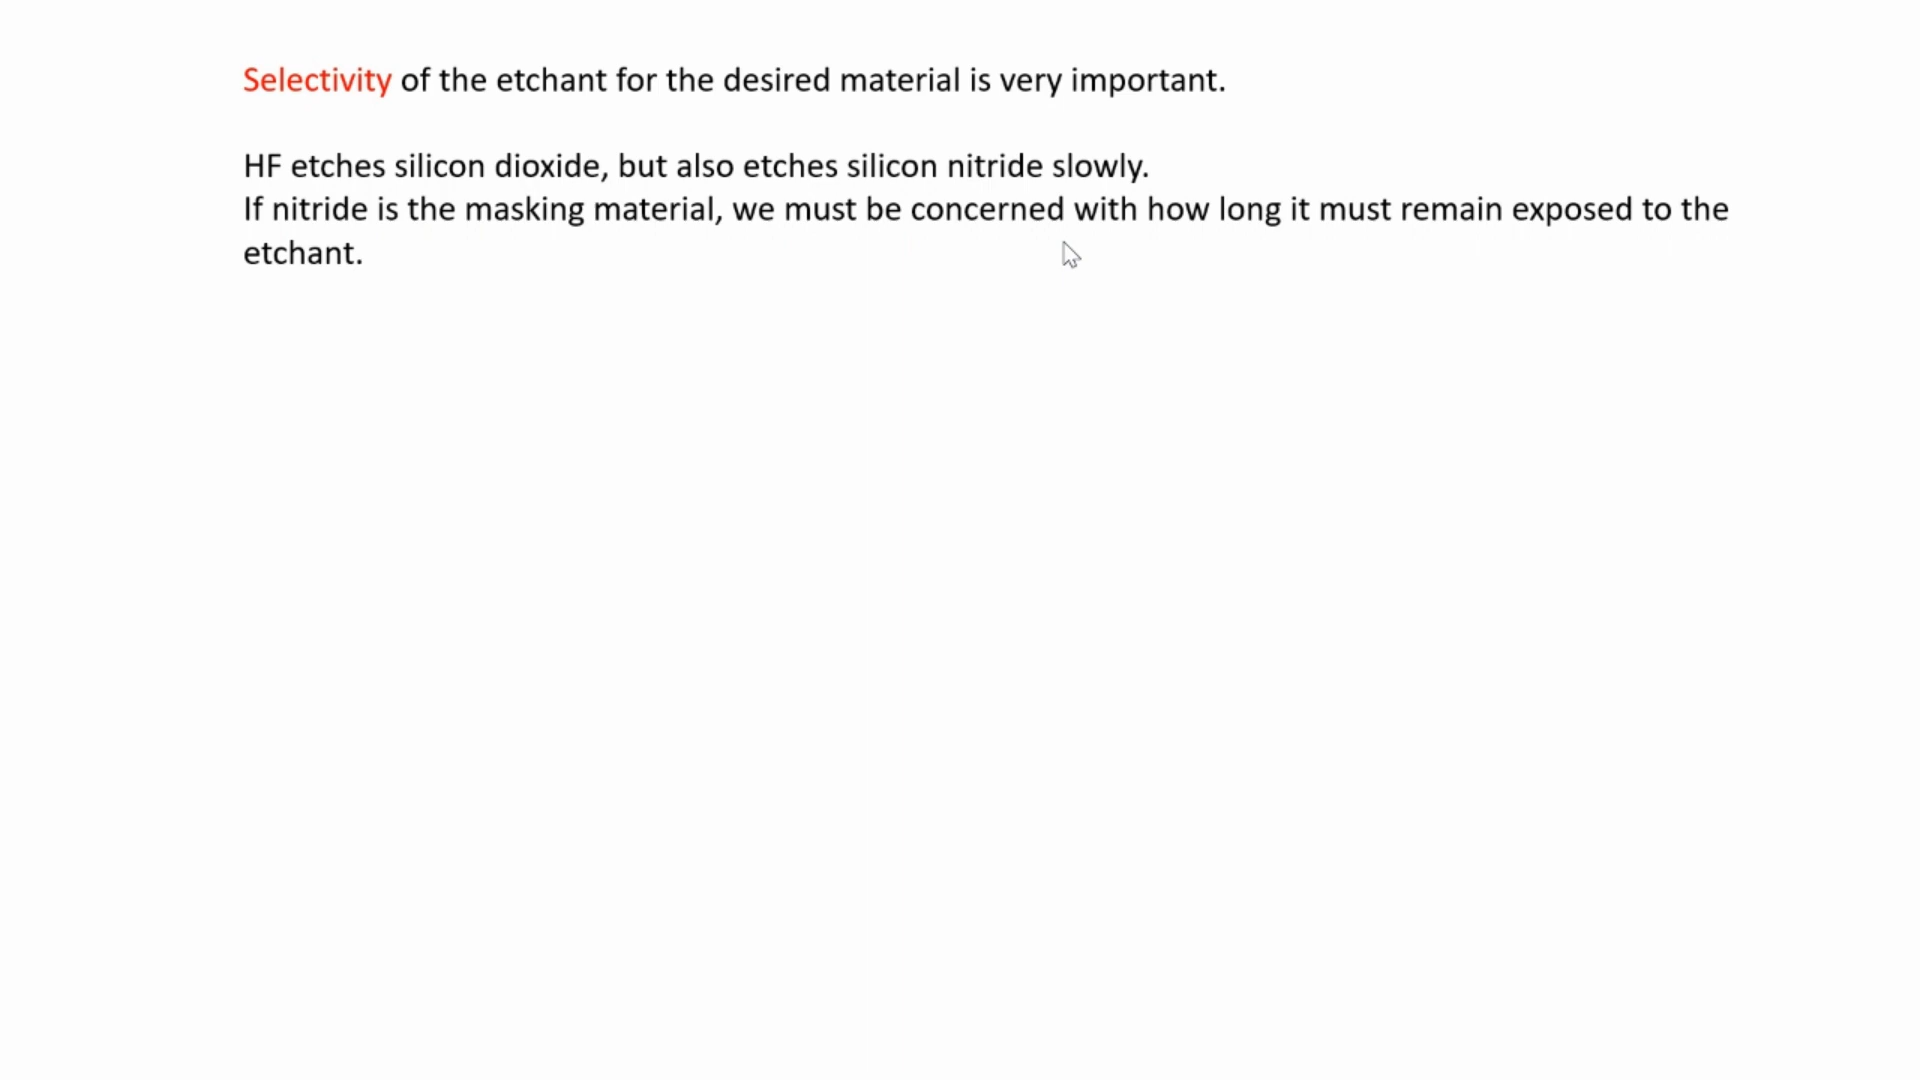 Selectivity of the etchant for the desired material is very important.
HF etches silicon dioxide, but also etches silicon nitride slowly.
If nitride is the masking material, we must be concerned with how long it must remain exposed to the
etchant.